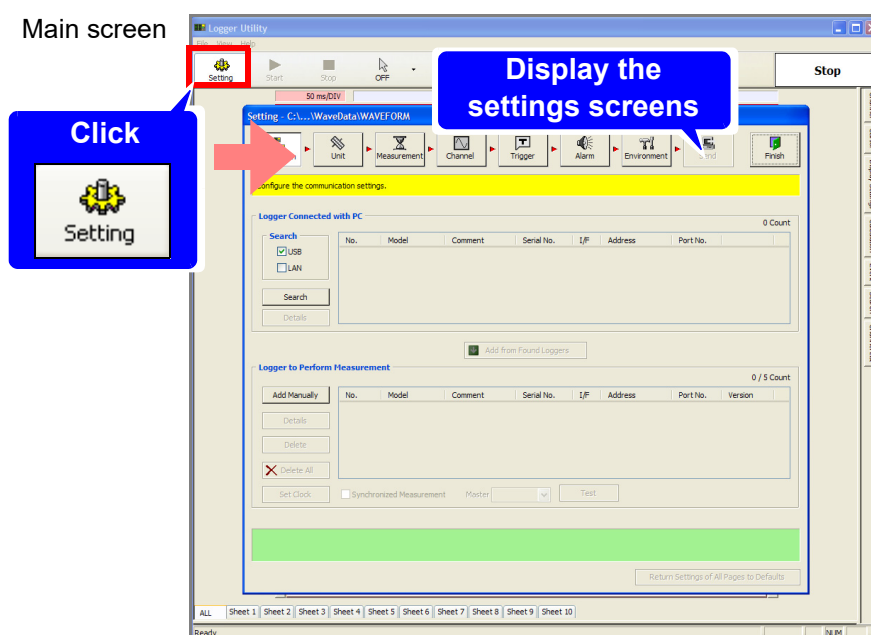 Main screen
Logger Utility
File View Help
Setting
Start
Stop
OFF
Stop
Display the
settings screens
50 ms/DIV
Click
Setting
Setting - C:\...\WaveData\WAVEFORM
Unit
Measurement
Channel
Trigger
Alarm
Environment
Send
Finish
Configure the communication settings.
Logger Connected with PC
0 Count
Search
USB
LAN
No. Model Comment Serial No. I/F Address Port No.
Search
Details
Add from Found Loggers
Logger to Perform Measurement
0 / 5 Count
Add Manually
No. Model Comment Serial No. I/F Address Port No. Version
Details
Delete
Delete All
Set Clock
Synchronized Measurement
Master
Test
Return Settings of All Pages to Defaults
ALL Sheet 1 Sheet 2 Sheet 3 Sheet 4 Sheet 5 Sheet 6 Sheet 7 Sheet 8 Sheet 9 Sheet 10
Ready
NUM